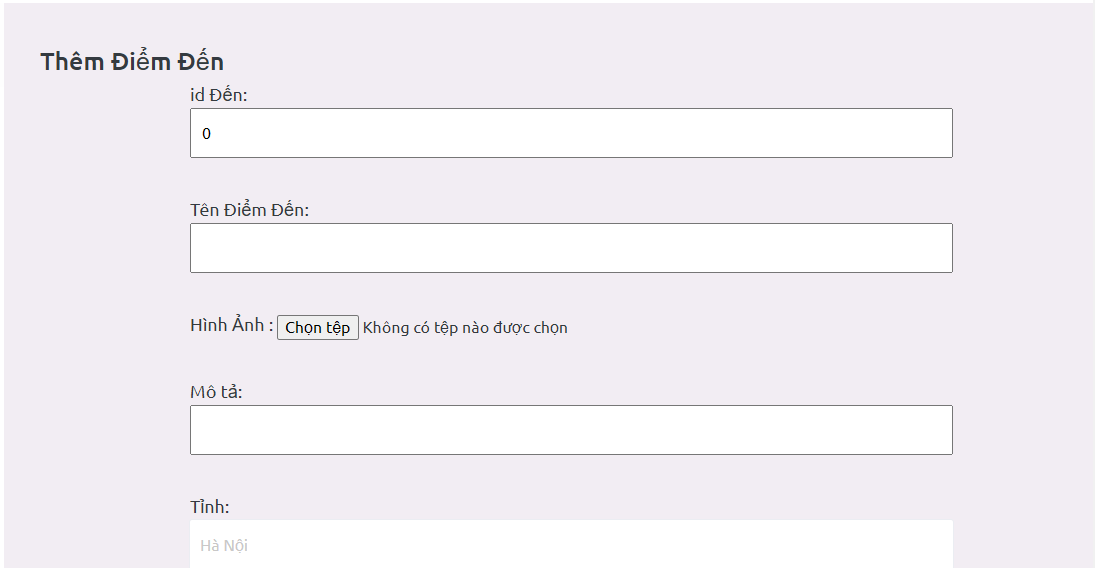 Thêm Điểm Đến
id Đến:
0
Tên Điểm Đến:
Hình Ảnh : Chọn tệp Không có tệp nào được chọn
Mô tả:
Tỉnh:
Hà Nội